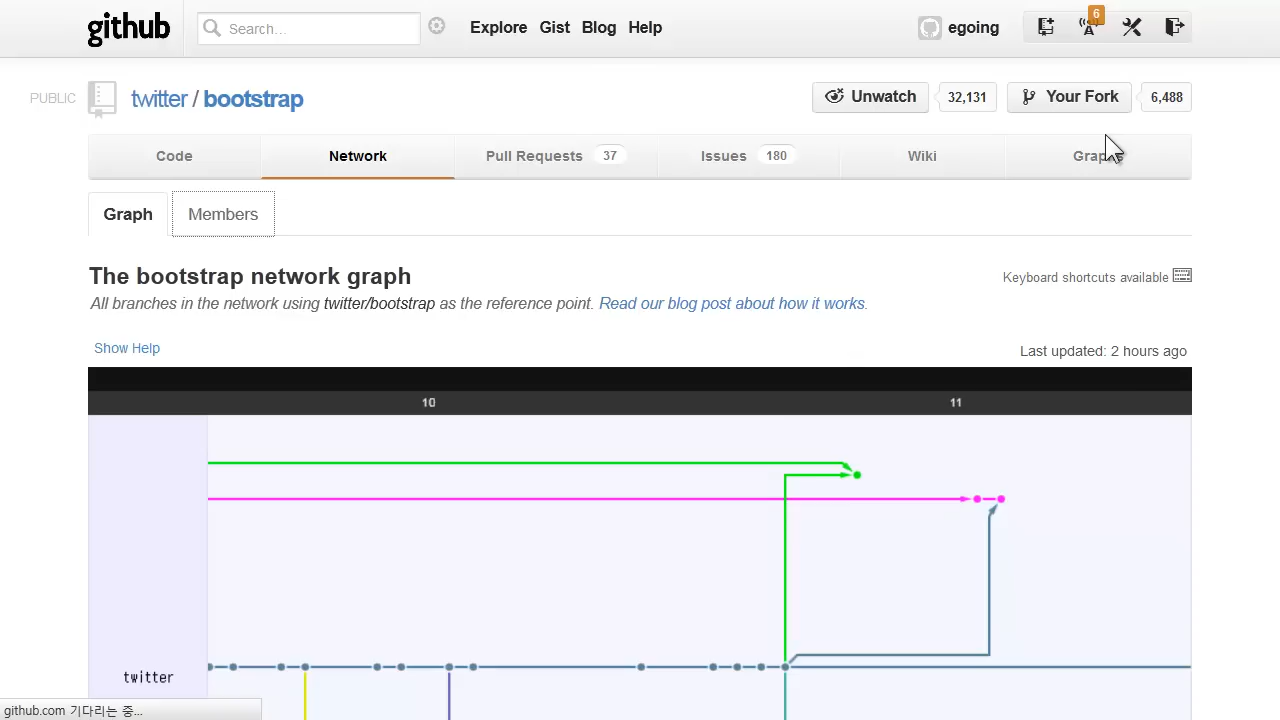 github
Search...
Explore Gist Blog Help
egoing
6
PUBLIC
twitter / bootstrap
Unwatch
32,131
Your Fork
6,488
Code
Network
Pull Requests 37
Issues 180
Wiki
Graphs
Graph
Members
The bootstrap network graph
Keyboard shortcuts available
All branches in the network using twitter/bootstrap as the reference point. Read our blog post about how it works.
Show Help
Last updated: 2 hours ago
10
11
twitter
github.com 기다리는 중...